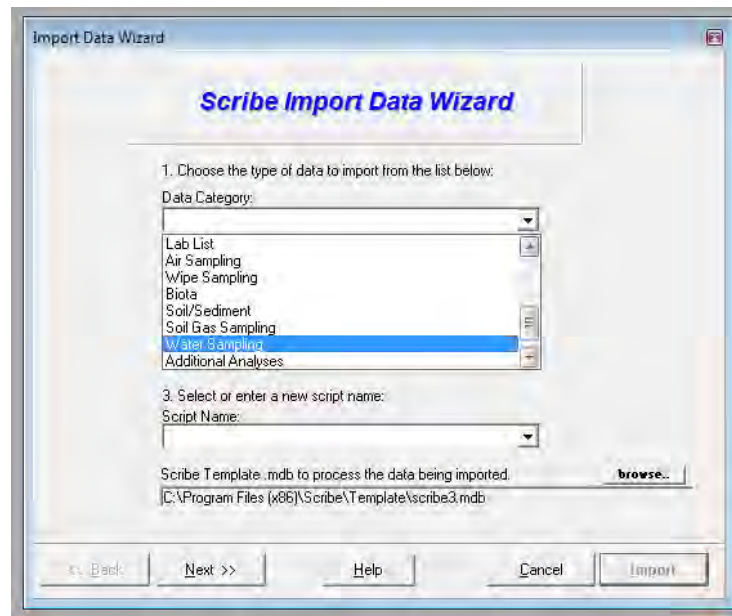 Import Data Wizard
Scribe Import Data Wizard
1. Choose the type of data to import from the list below:
Data Category:
Lab List
Air Sampling
Wipe Sampling
Biota
Soil/Sediment
Soil Gas Sampling
Water Sampling
Additional Analyses
3. Select or enter a new script name:
Script Name:
Scribe Template .mdb to process the data being imported.
browse..
C:\Program Files (x86)\Scribe\Template\scribe3.mdb
<< Back
Next >>
Help
Cancel
Import